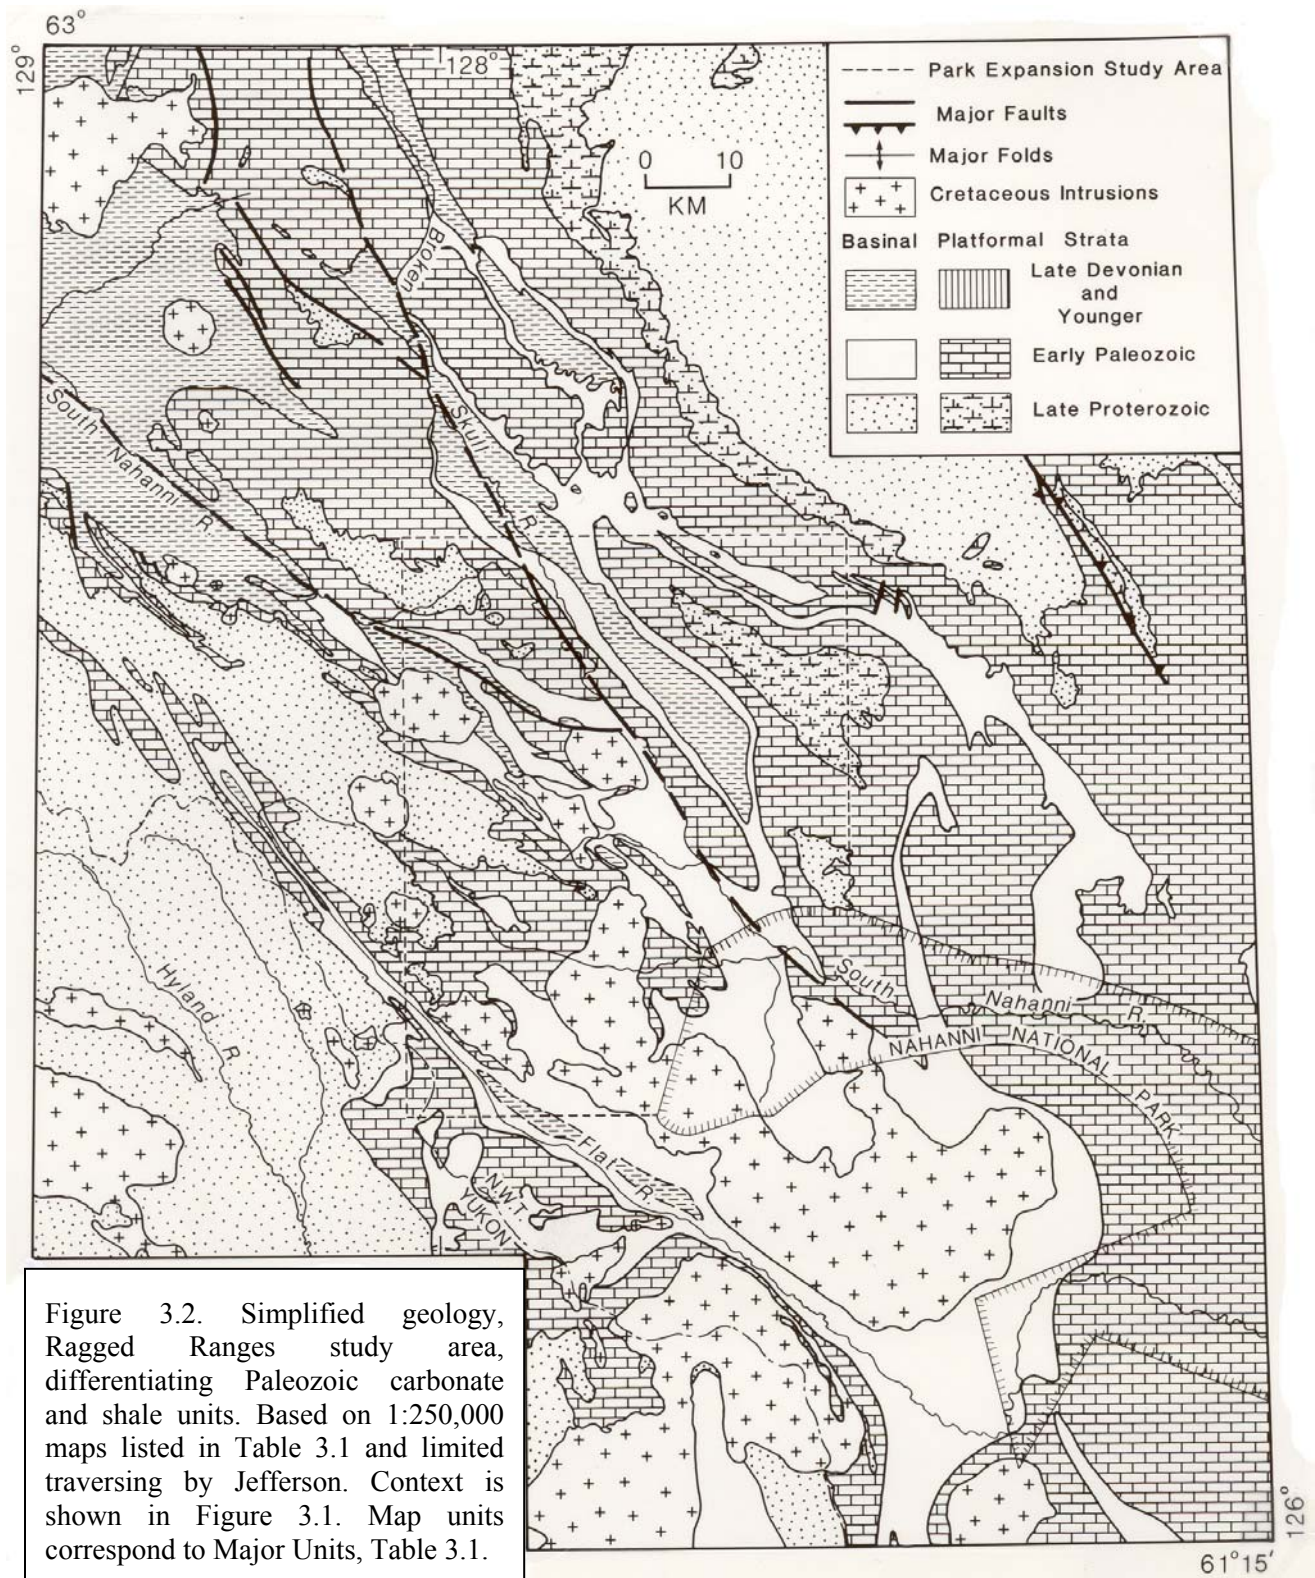 63°
129°
128°
Park Expansion Study Area
Major Faults
Major Folds
Cretaceous Intrusions
Basinal Platformal Strata
Late Devonian
and
Younger
Early Paleozoic
Late Proterozoic
0 10
KM
Broken
Skull
R
South Nahanni
R
Hyland
R
South
Nahanni
R.
NAHANNI NATIONAL
PARK
Flat
R.
NWT
YUKON
126°
61°15'
Figure 3.2. Simplified geology,
Ragged Ranges study area,
differentiating Paleozoic carbonate
and shale units. Based on 1:250,000
maps listed in Table 3.1 and limited
traversing by Jefferson. Context is
shown in Figure 3.1. Map units
correspond to Major Units, Table 3.1.